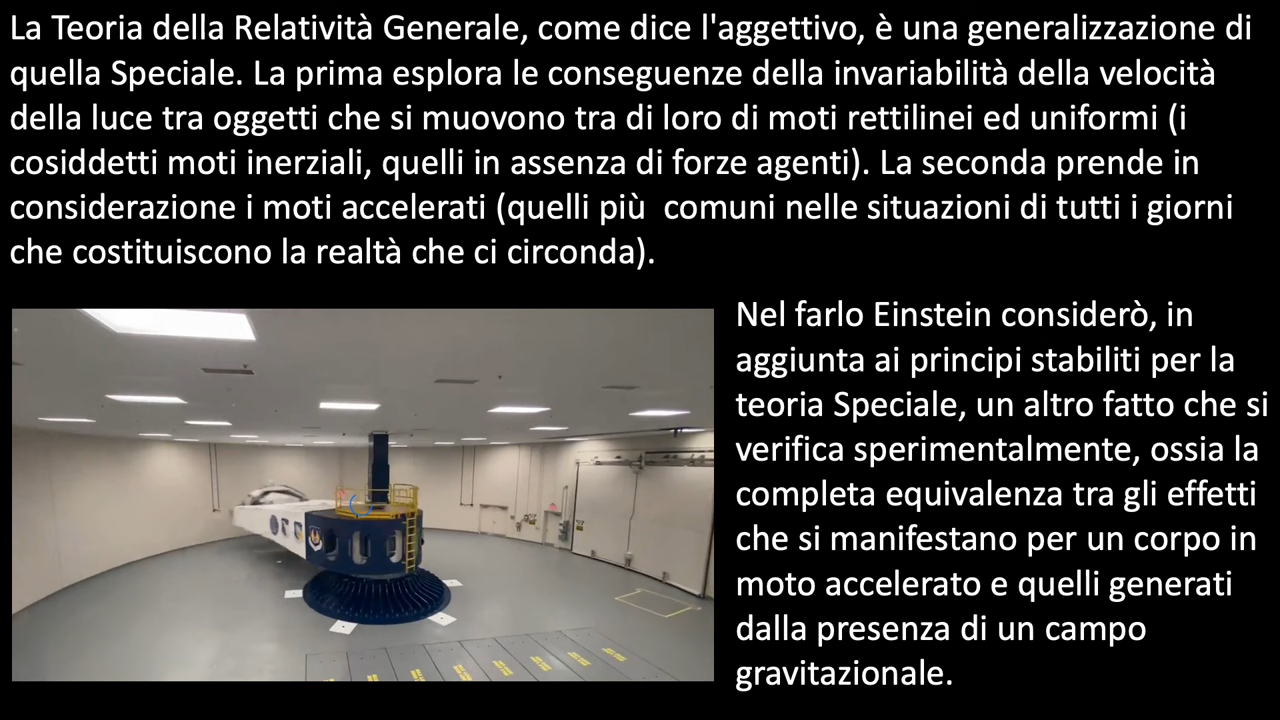 La Teoria della Relatività Generale, come dice l'aggettivo, è una generalizzazione di
quella Speciale. La prima esplora le conseguenze della invariabilità della velocità
della luce tra oggetti che si muovono tra di loro di moti rettilinei ed uniformi (i
cosiddetti moti inerziali, quelli in assenza di forze agenti). La seconda prende in
considerazione i moti accelerati (quelli più  comuni nelle situazioni di tutti i giorni
che costituiscono la realtà che ci circonda).
Nel farlo Einstein considerò, in
aggiunta ai principi stabiliti per la
teoria Speciale, un altro fatto che si
verifica sperimentalmente, ossia la
completa equivalenza tra gli effetti
che si manifestano per un corpo in
moto accelerato e quelli generati
dalla presenza di un campo
gravitazionale.